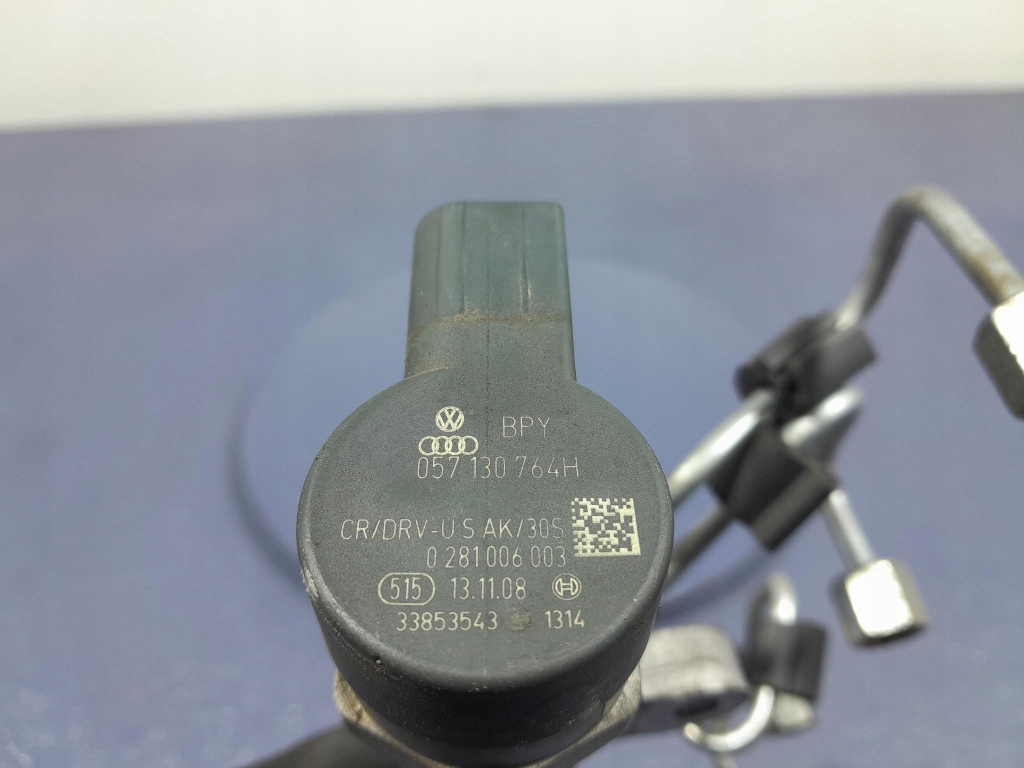 BPY
057 130 764H
CR/DRV-U S AK/30S
0 281 006 003
515 13.11.08
33853543 1314